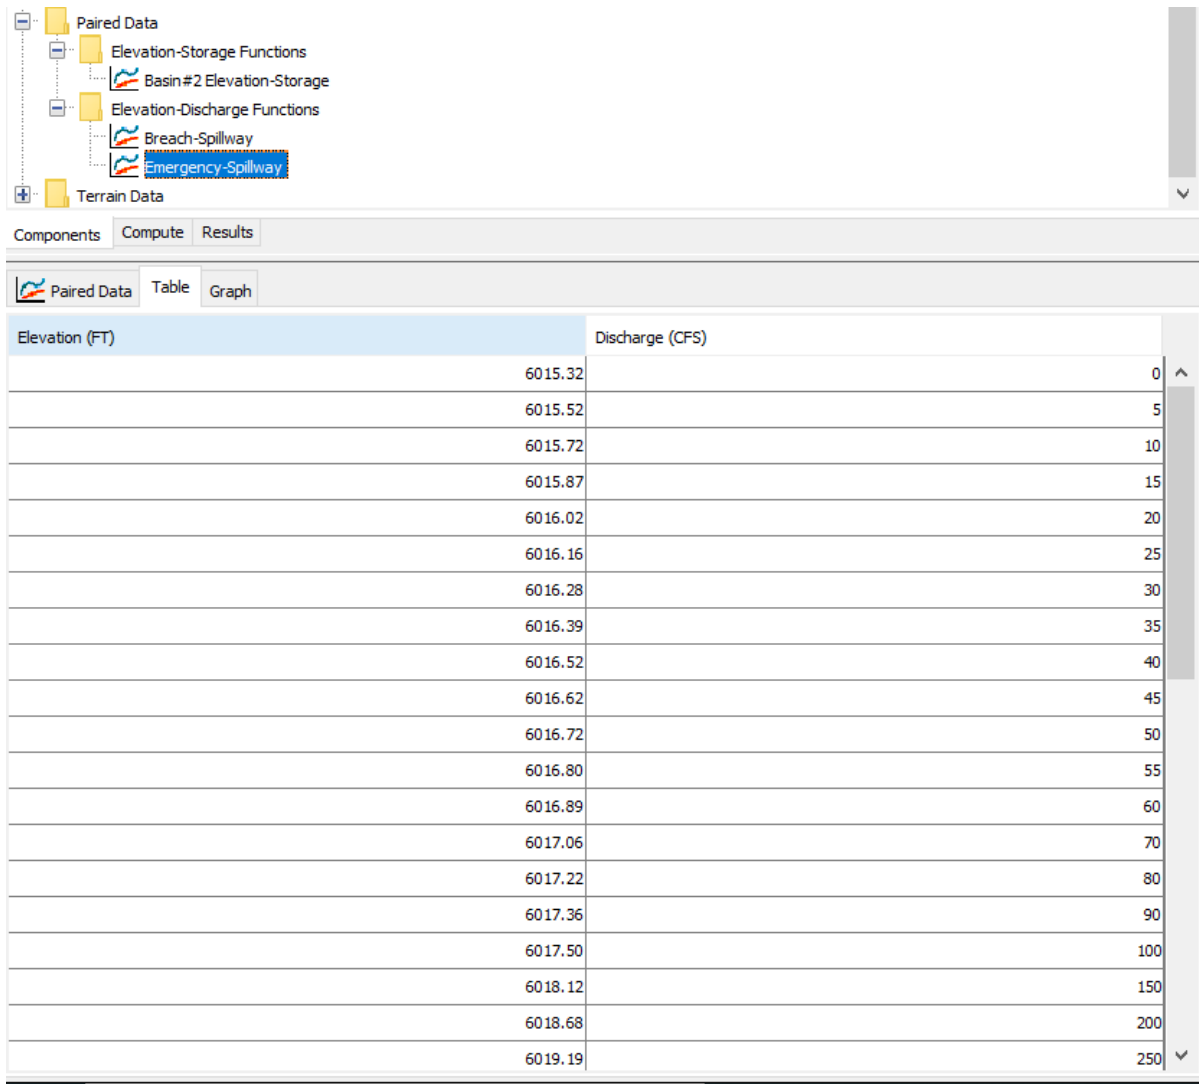 Paired Data
Elevation-Storage Functions
Basin#2 Elevation-Storage
Elevation-Discharge Functions
Breach-Spillway
Emergency-Spillway
Terrain Data
Components Compute Results
Paired Data Table Graph
Elevation (FT) Discharge (CFS)
6015.32 0
6015.52 5
6015.72 10
6015.87 15
6016.02 20
6016.16 25
6016.28 30
6016.39 35
6016.52 40
6016.62 45
6016.72 50
6016.80 55
6016.89 60
6017.06 70
6017.22 80
6017.36 90
6017.50 100
6018.12 150
6018.68 200
6019.19 250